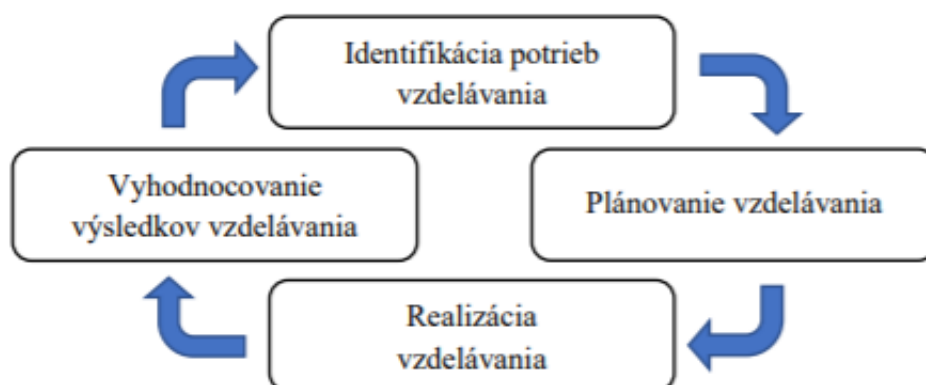 Identifikácia potrieb
vzdelávania
Vyhodnocovanie
výsledkov vzdelávania
Plánovanie vzdelávania
Realizácia
vzdelávania